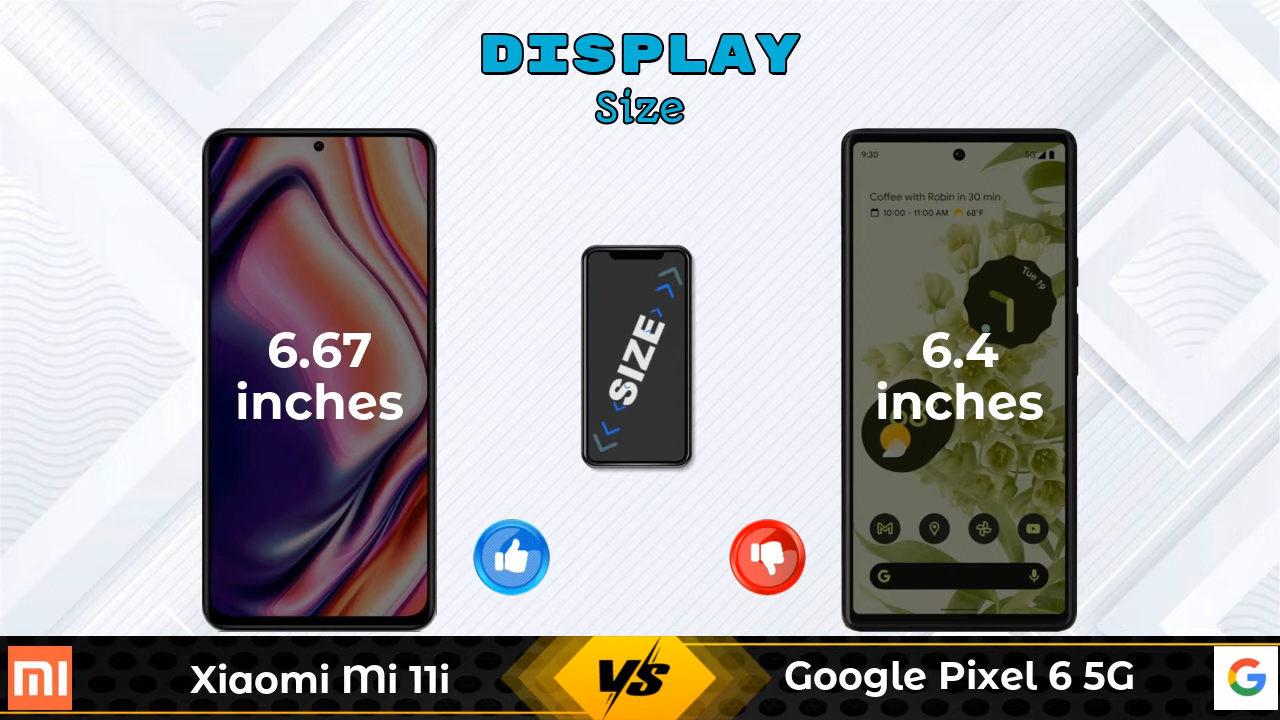 DISPLAY
Size
9:30
5G
Coffee with Robin in 30 min
10:00 - 11:00 AM
68°F
Tue 19
6.67
inches
SIZE
6.4
inches
G
mi
Xiaomi Mi 11i
VS
Google Pixel 6 5G
G